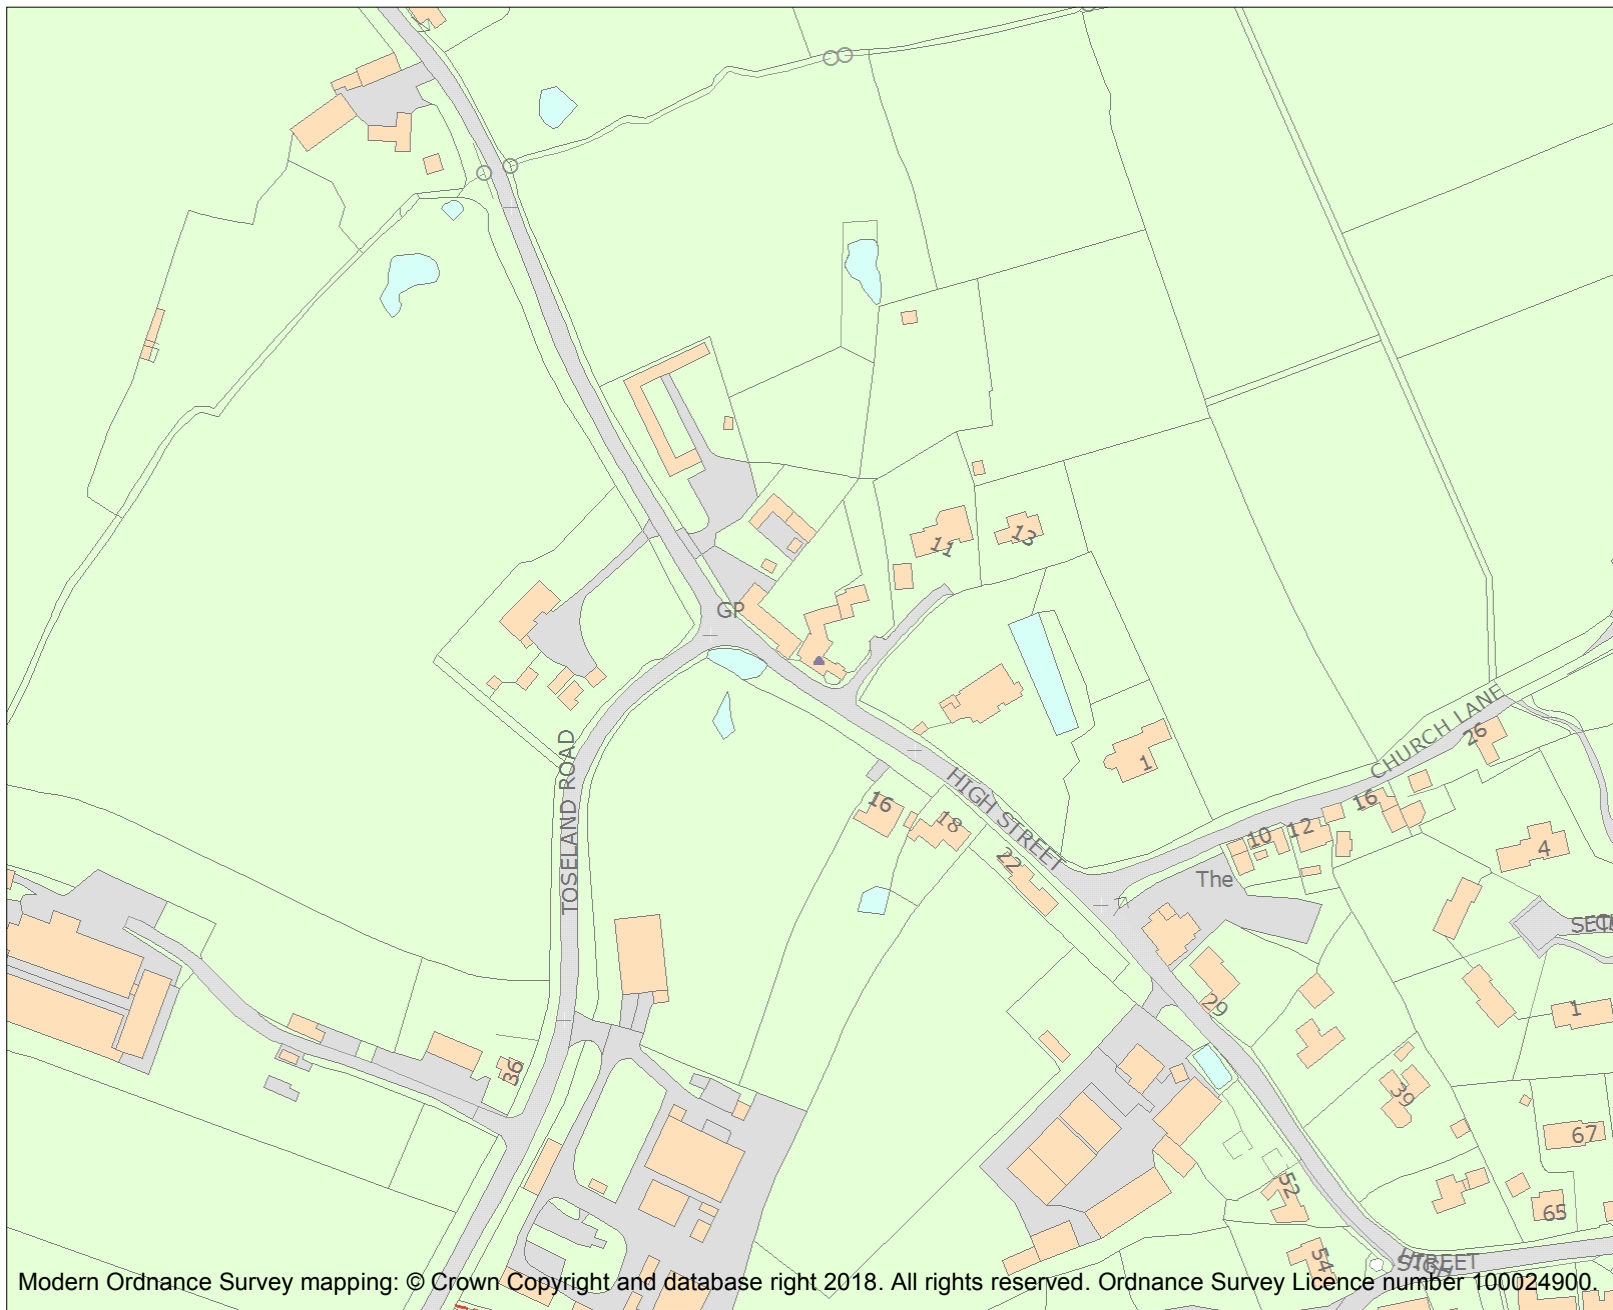 GP
11
13
1
TOSELAND ROAD
HIGH STREET
CHURCH LANE
26
16
18
22
16
12
10
The
4
1
29
36
39
67
65
52
54
STREET
Modern Ordnance Survey mapping: © Crown Copyright and database right 2018. All rights reserved. Ordnance Survey Licence number 100024900.